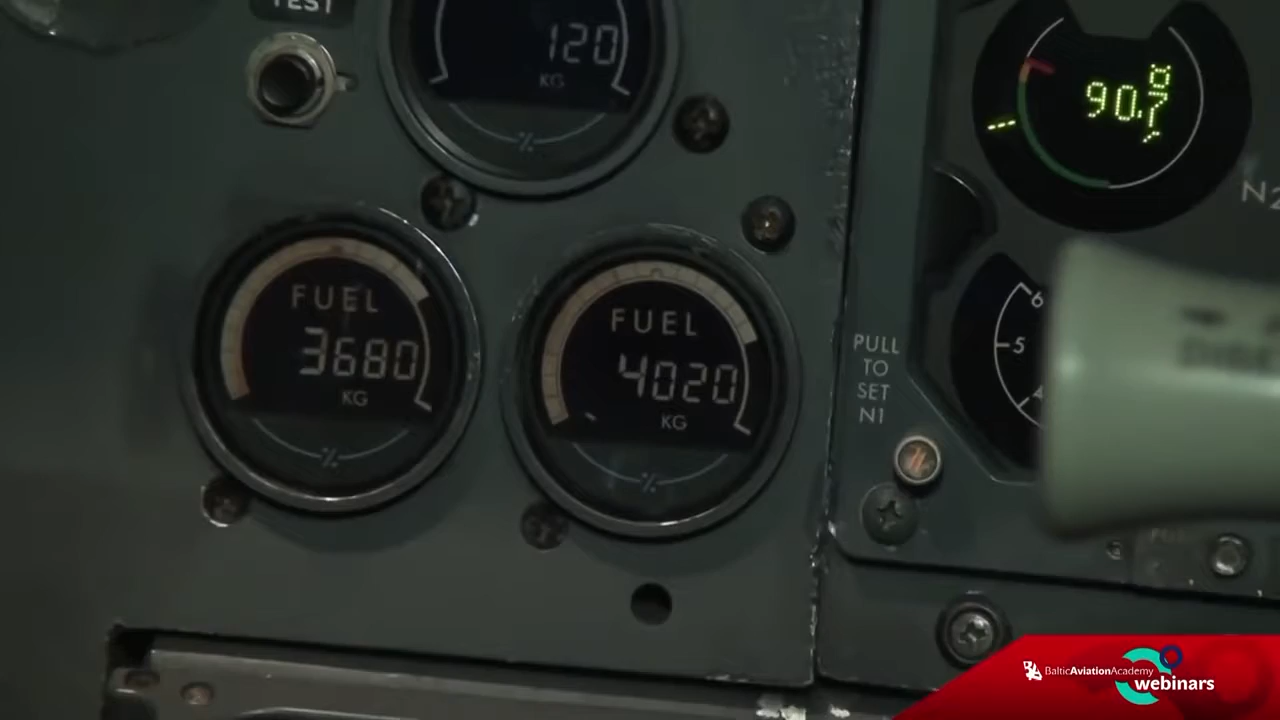 TEST
120
KG
%
FUEL
3680
KG
%
FUEL
4020
KG
%
PULL
TO
SET
N1
90.
N2
6
5
4
BalticAviationAcademy
webinars